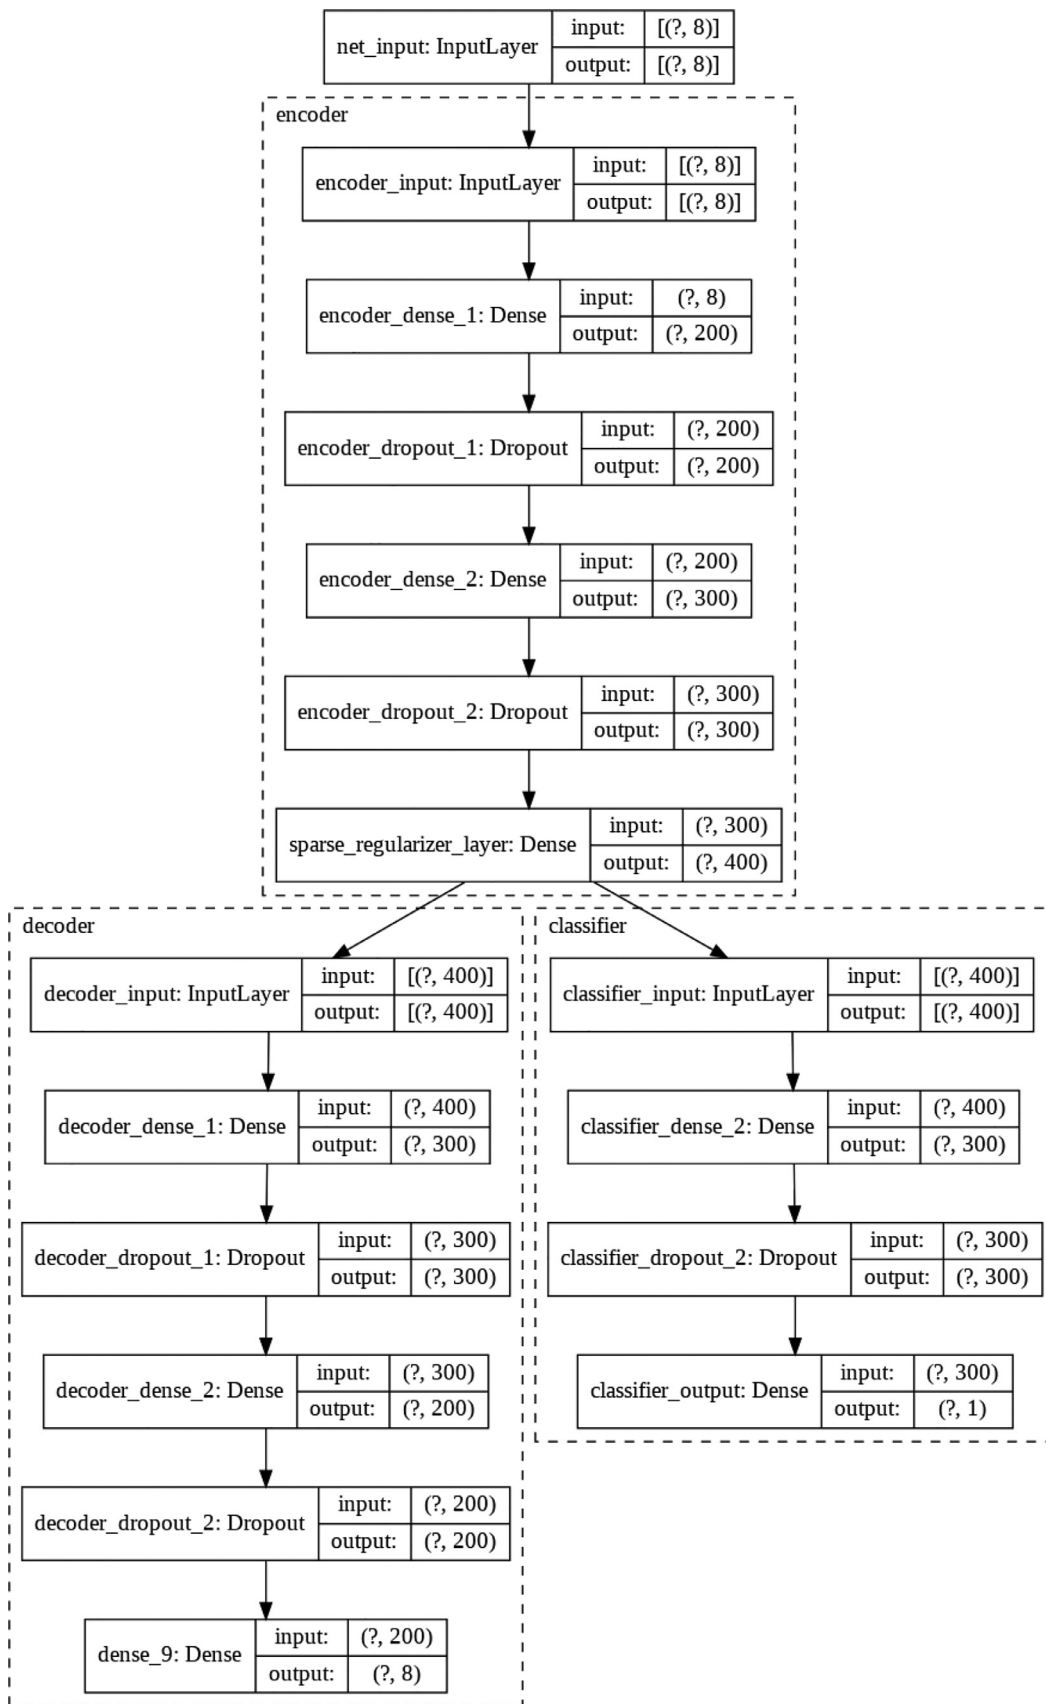 net_input: InputLayer
input: [(?, 8)]
output: [(?, 8)]
encoder
encoder_input: InputLayer
input: [(?, 8)]
output: [(?, 8)]
encoder_dense_1: Dense
input: (?, 8)
output: (?, 200)
encoder_dropout_1: Dropout
input: (?, 200)
output: (?, 200)
encoder_dense_2: Dense
input: (?, 200)
output: (?, 300)
encoder_dropout_2: Dropout
input: (?, 300)
output: (?, 300)
sparse_regularizer_layer: Dense
input: (?, 300)
output: (?, 400)
decoder
decoder_input: InputLayer
input: [(?, 400)]
output: [(?, 400)]
decoder_dense_1: Dense
input: (?, 400)
output: (?, 300)
decoder_dropout_1: Dropout
input: (?, 300)
output: (?, 300)
decoder_dense_2: Dense
input: (?, 300)
output: (?, 200)
decoder_dropout_2: Dropout
input: (?, 200)
output: (?, 200)
dense_9: Dense
input: (?, 200)
output: (?, 8)
classifier
classifier_input: InputLayer
input: [(?, 400)]
output: [(?, 400)]
classifier_dense_2: Dense
input: (?, 400)
output: (?, 300)
classifier_dropout_2: Dropout
input: (?, 300)
output: (?, 300)
classifier_output: Dense
input: (?, 300)
output: (?, 1)